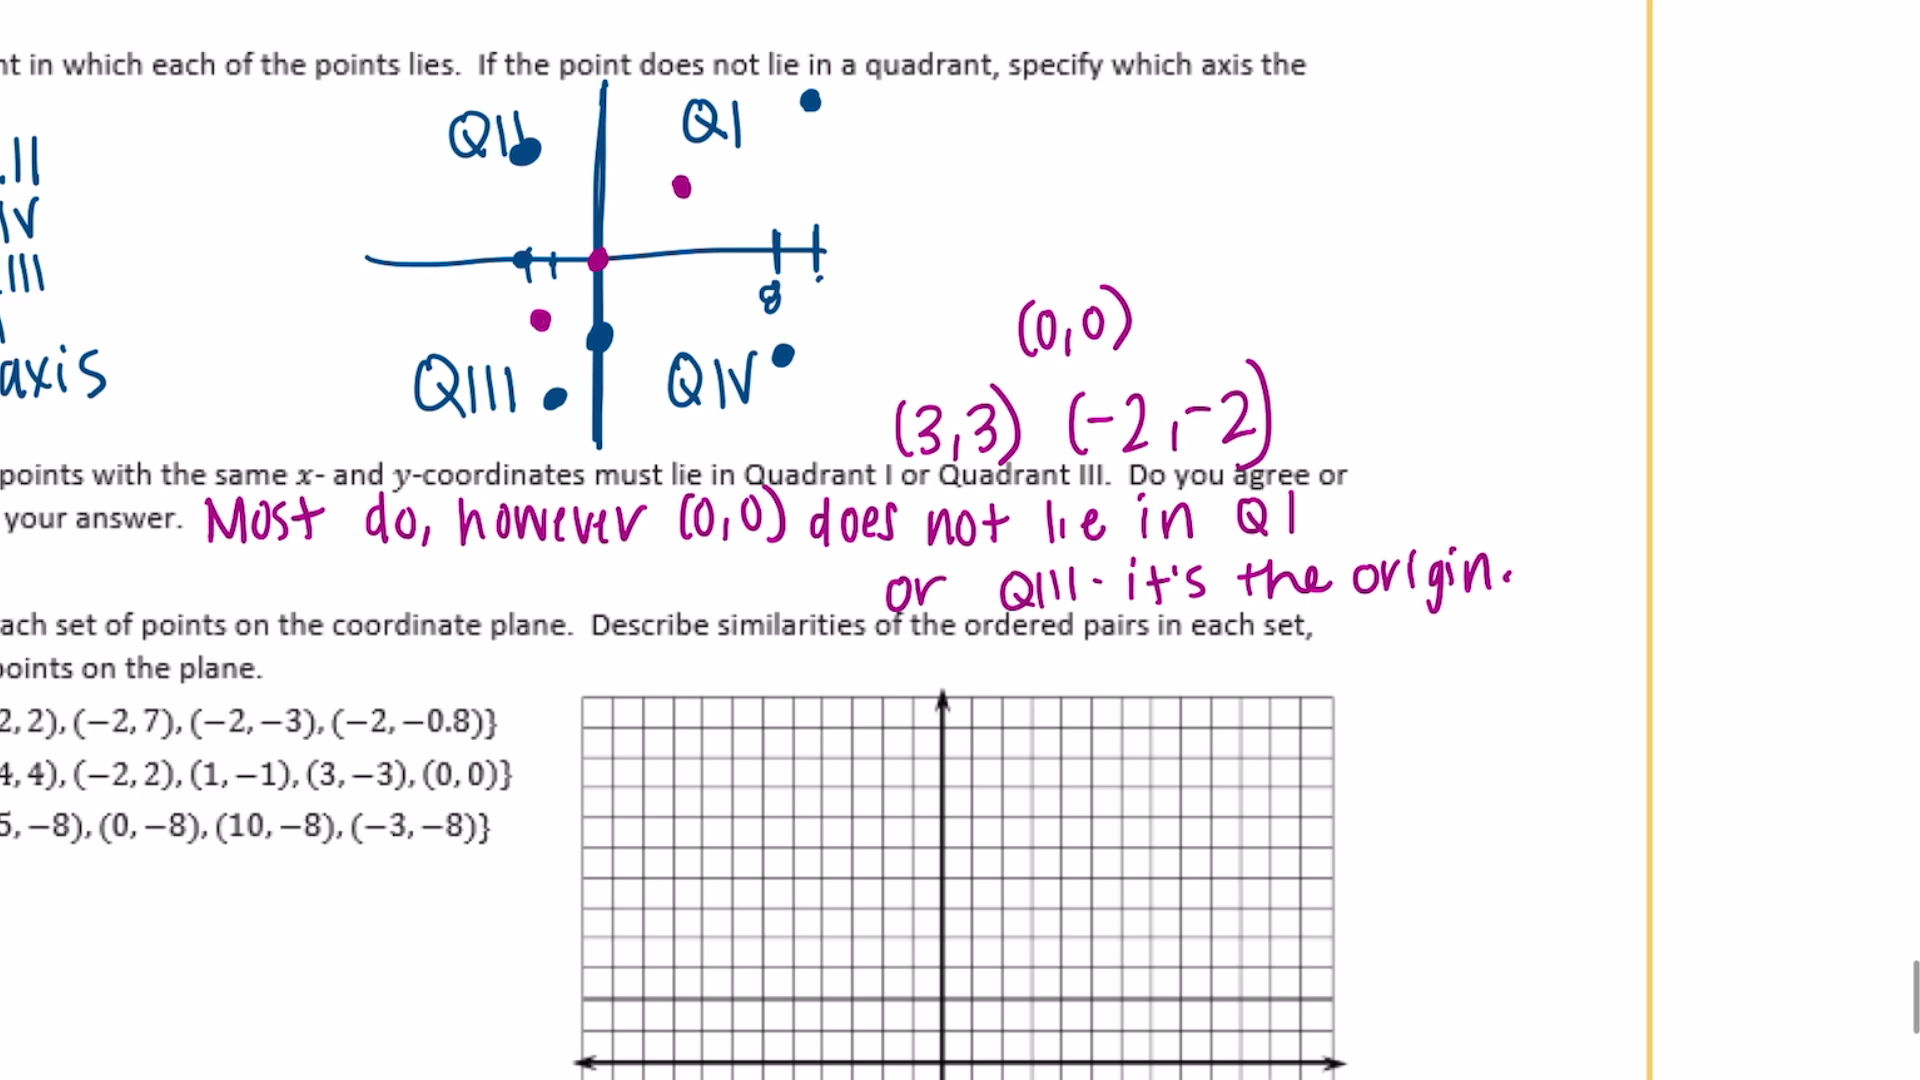 nt in which each of the points lies. If the point does not lie in a quadrant, specify which axis the
QII
QI
.II
IV
III
8
(0,0)
axis
QIII
QIV
(3,3) (-2,-2)
points with the same x- and y-coordinates must lie in Quadrant I or Quadrant III. Do you agree or
your answer. Most do, however (0,0) does not lie in QI
or QIII - it's the origin.
ach set of points on the coordinate plane. Describe similarities of the ordered pairs in each set,
points on the plane.
2, 2), (−2, 7), (−2, −3), (−2, −0.8)}
4, 4), (−2, 2), (1, −1), (3, −3), (0, 0)}
5, −8), (0, −8), (10, −8), (−3, −8)}